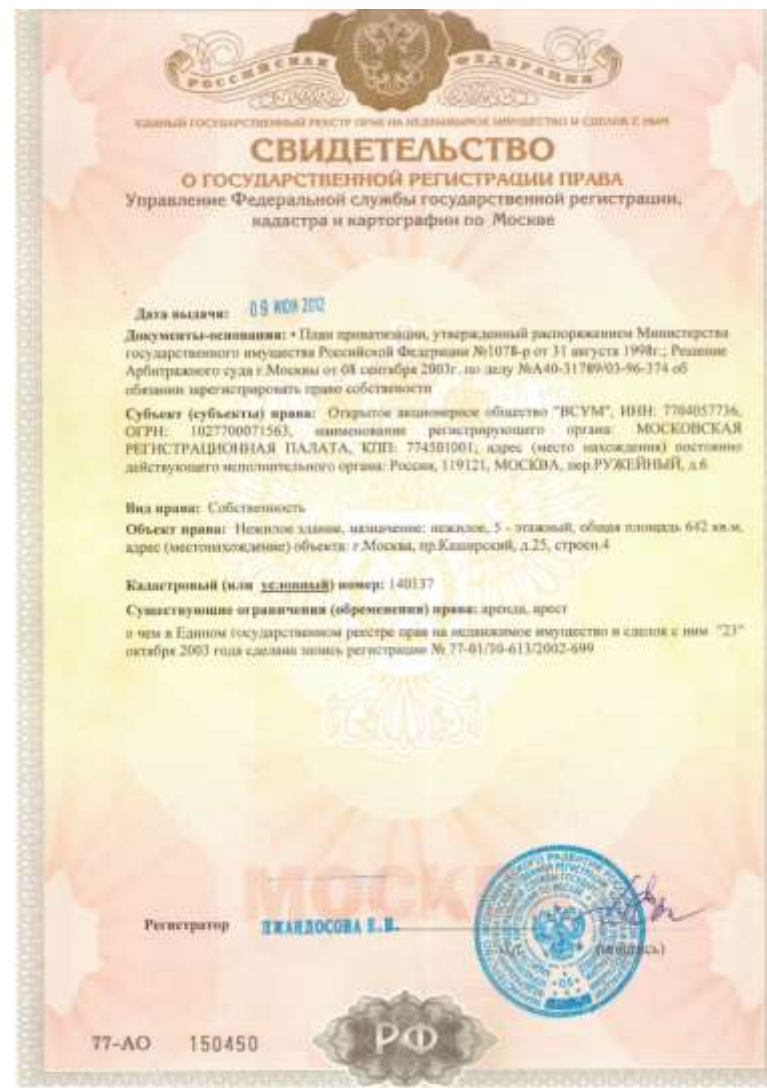 РОССИЙСКАЯ ФЕДЕРАЦИЯ
ЕДИНЫЙ ГОСУДАРСТВЕННЫЙ РЕЕСТР ПРАВ НА НЕДВИЖИМОЕ ИМУЩЕСТВО И СДЕЛОК С НИМ
СВИДЕТЕЛЬСТВО
О ГОСУДАРСТВЕННОЙ РЕГИСТРАЦИИ ПРАВА
Управление Федеральной службы государственной регистрации,
кадастра и картографии по Москве
Дата выдачи: 09 ИЮН 2012
Документы-основания: • План приватизации, утвержденный распоряжением Министерства
государственного имущества Российской Федерации №1078-р от 31 августа 1998г.; Решение
Арбитражного суда г.Москвы от 08 сентября 2003г. по делу №А40-31789/03-96-374 об
обязании зарегистрировать право собственности
Субъект (субъекты) права: Открытое акционерное общество "ВСУМ", ИНН: 7704057736,
ОГРН: 1027700071563, наименование регистрирующего органа: МОСКОВСКАЯ
РЕГИСТРАЦИОННАЯ ПАЛАТА, КПП: 774501001, адрес (место нахождения) постоянно
действующего исполнительного органа: Россия, 119121, МОСКВА, пер.РУЖЕЙНЫЙ, д.6
Вид права: Собственность
Объект права: Нежилое здание, назначение: нежилое, 5 - этажный, общая площадь 642 кв.м,
адрес (местонахождение) объекта: г.Москва, пр.Каширский, д.25, строен.4
Кадастровый (или условный) номер: 140137
Существующие ограничения (обременения) права: аренда, арест
о чем в Едином государственном реестре прав на недвижимое имущество и сделок с ним "23"
октября 2003 года сделана запись регистрации № 77-01/30-613/2002-699
МОСКВ
Регистратор
(подпись)
77-АО 150450
РФ